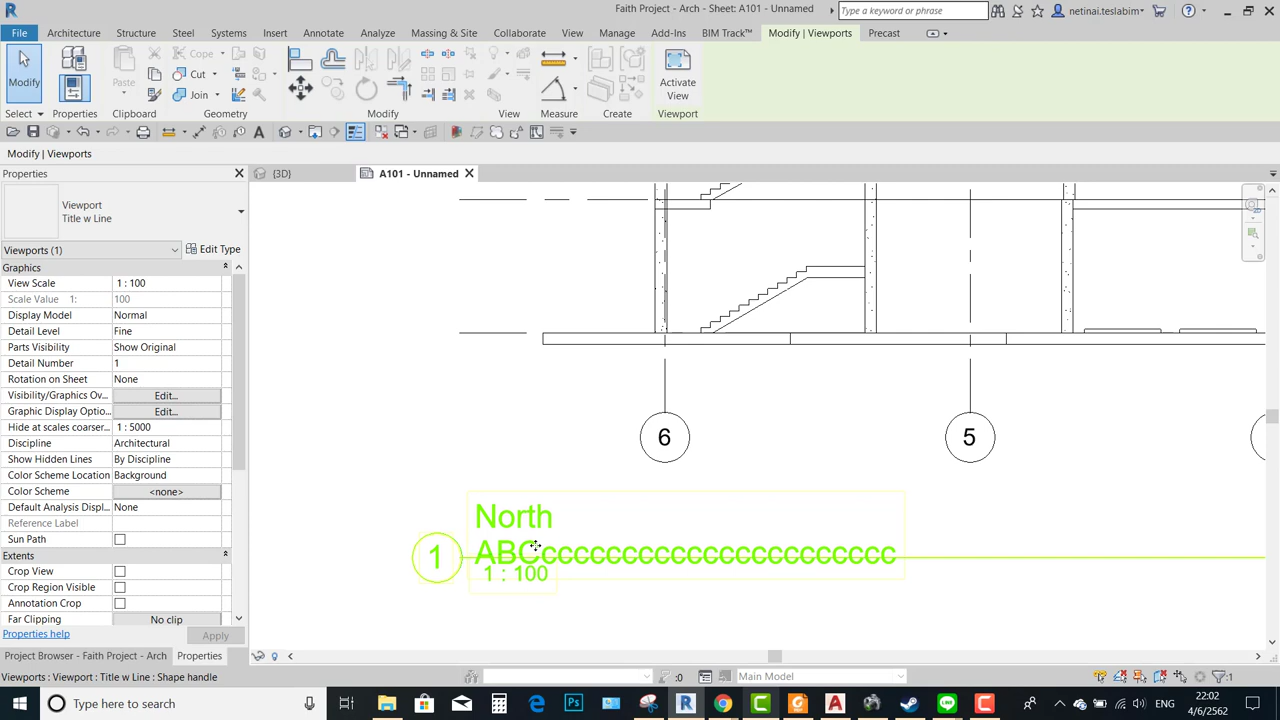 Faith Project - Arch - Sheet: A101 - Unnamed
Type a keyword or phrase
netinai.teslabim
File
Architecture
Structure
Steel
Systems
Insert
Annotate
Analyze
Massing & Site
Collaborate
View
Manage
Add-Ins
BIM Track™
Modify | Viewports
Precast
Modify
Paste
Cope
Cut
Join
Activate
View
Select
Properties
Clipboard
Geometry
Modify
View
Measure
Create
Viewport
Modify | Viewports
Properties
{3D}
A101 - Unnamed
Viewport
Title w Line
Viewports (1)
Edit Type
Graphics
View Scale 1 : 100
Scale Value 1: 100
Display Model Normal
Detail Level Fine
Parts Visibility Show Original
Detail Number 1
Rotation on Sheet None
Visibility/Graphics Ov... Edit...
Graphic Display Optio... Edit...
Hide at scales coarser... 1 : 5000
Discipline Architectural
Show Hidden Lines By Discipline
Color Scheme Location Background
Color Scheme <none>
Default Analysis Displ... None
Reference Label
Sun Path
Extents
Crop View
Crop Region Visible
Annotation Crop
Far Clipping No clip
Properties help
Apply
Project Browser - Faith Project - Arch
Properties
6
5
North
1
ABCcccccccccccccccccccccc
1 : 100
Viewports : Viewport : Title w Line : Shape handle
:0
Main Model
:1
Type here to search
ENG
22:02
4/6/2562